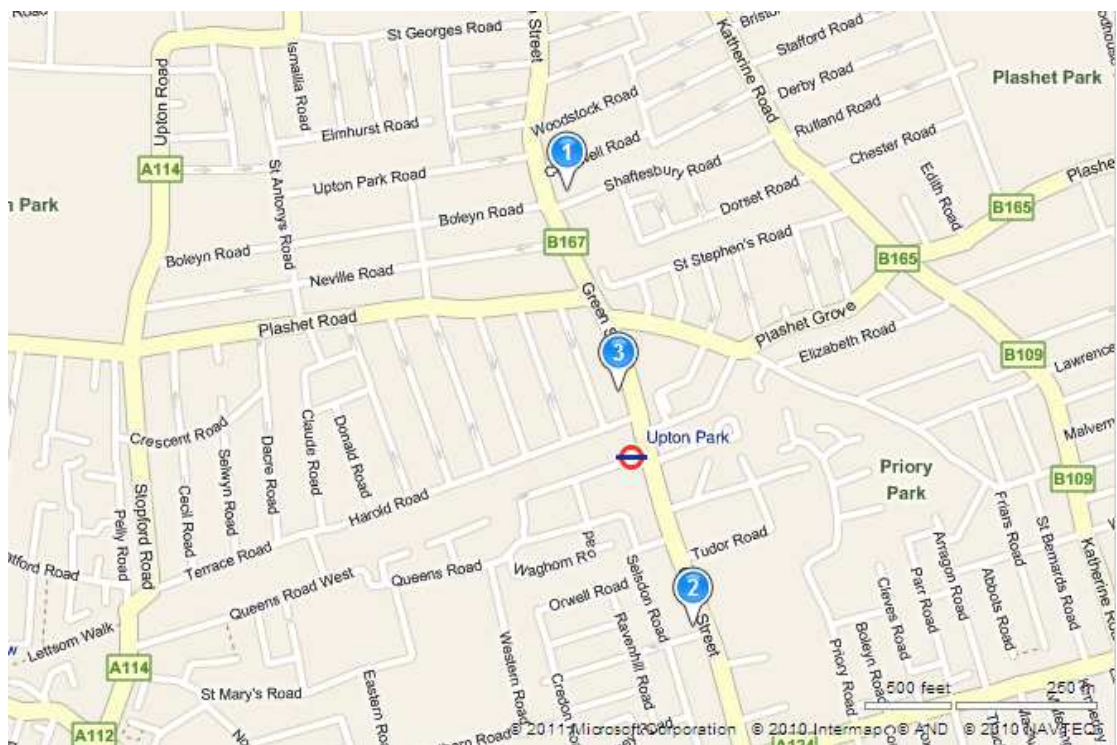 St Georges Road
Street
Katherine Road
Stafford Road
Ismailia Road
Upton Road
Derby Road
Plashet Park
Woodstock Road
Elmhurst Road
Rutland Road
Chester Road
1
A114
Shaftesbury Road
St Antonys Road
Upton Park Road
Edith Road
Dorset Road
Boleyn Road
B165
B167
St Stephen's Road
Boleyn Road
B165
Neville Road
Green
Plashet Road
Plashet Grove
Elizabeth Road
3
B109
Crescent Road
Claude Road
Donald Road
Dacre Road
Selwyn Road
Cecil Road
Upton Park
Priory
Park
B109
Harold Road
Stopford Road
Pelly Road
Terrace Road
Friars Road
St Bernards Road
Tudor Road
Arragon Road
Parr Road
Abbots Road
Katherine
Queens Road
Waghorn
Selsdon Road
Queens Road West
Orwell Road
2
Cleves Road
Lettsom Walk
Ravenhill Road
Street
Boleyn
Priory Road
Western Road
A114
St Mary's Road
Eastern Road
Credon
500 feet
250 m
A112
© 2011 Microsoft Corporation © 2010 Intermap © AND © 2010 NAVTEQ
A124